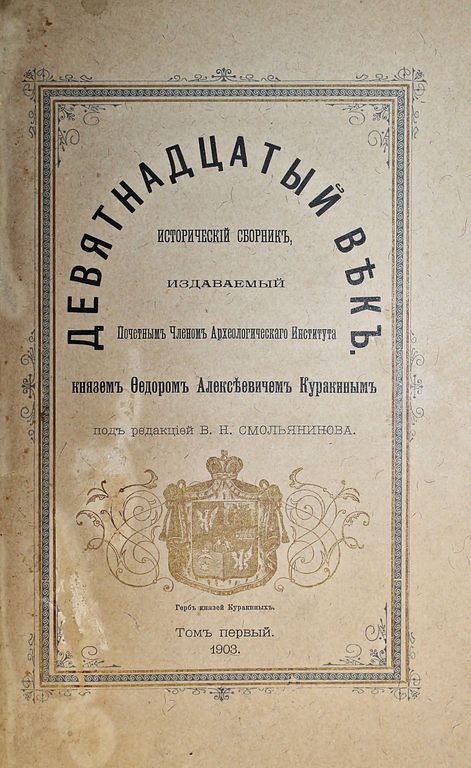 ДЕВЯТНАДЦАТЫЙ ВѢКЪ.
ИСТОРИЧЕСКІЙ СБОРНИКЪ,
ИЗДАВАЕМЫЙ
Почетнымъ Членомъ Археологическаго Института
княземъ Ѳедоромъ Алексѣевичемъ Куракинымъ
подъ редакціей В. Н. СМОЛЬЯНИНОВА.
Гербъ князей Куракиныхъ.
Томъ первый.
1903.